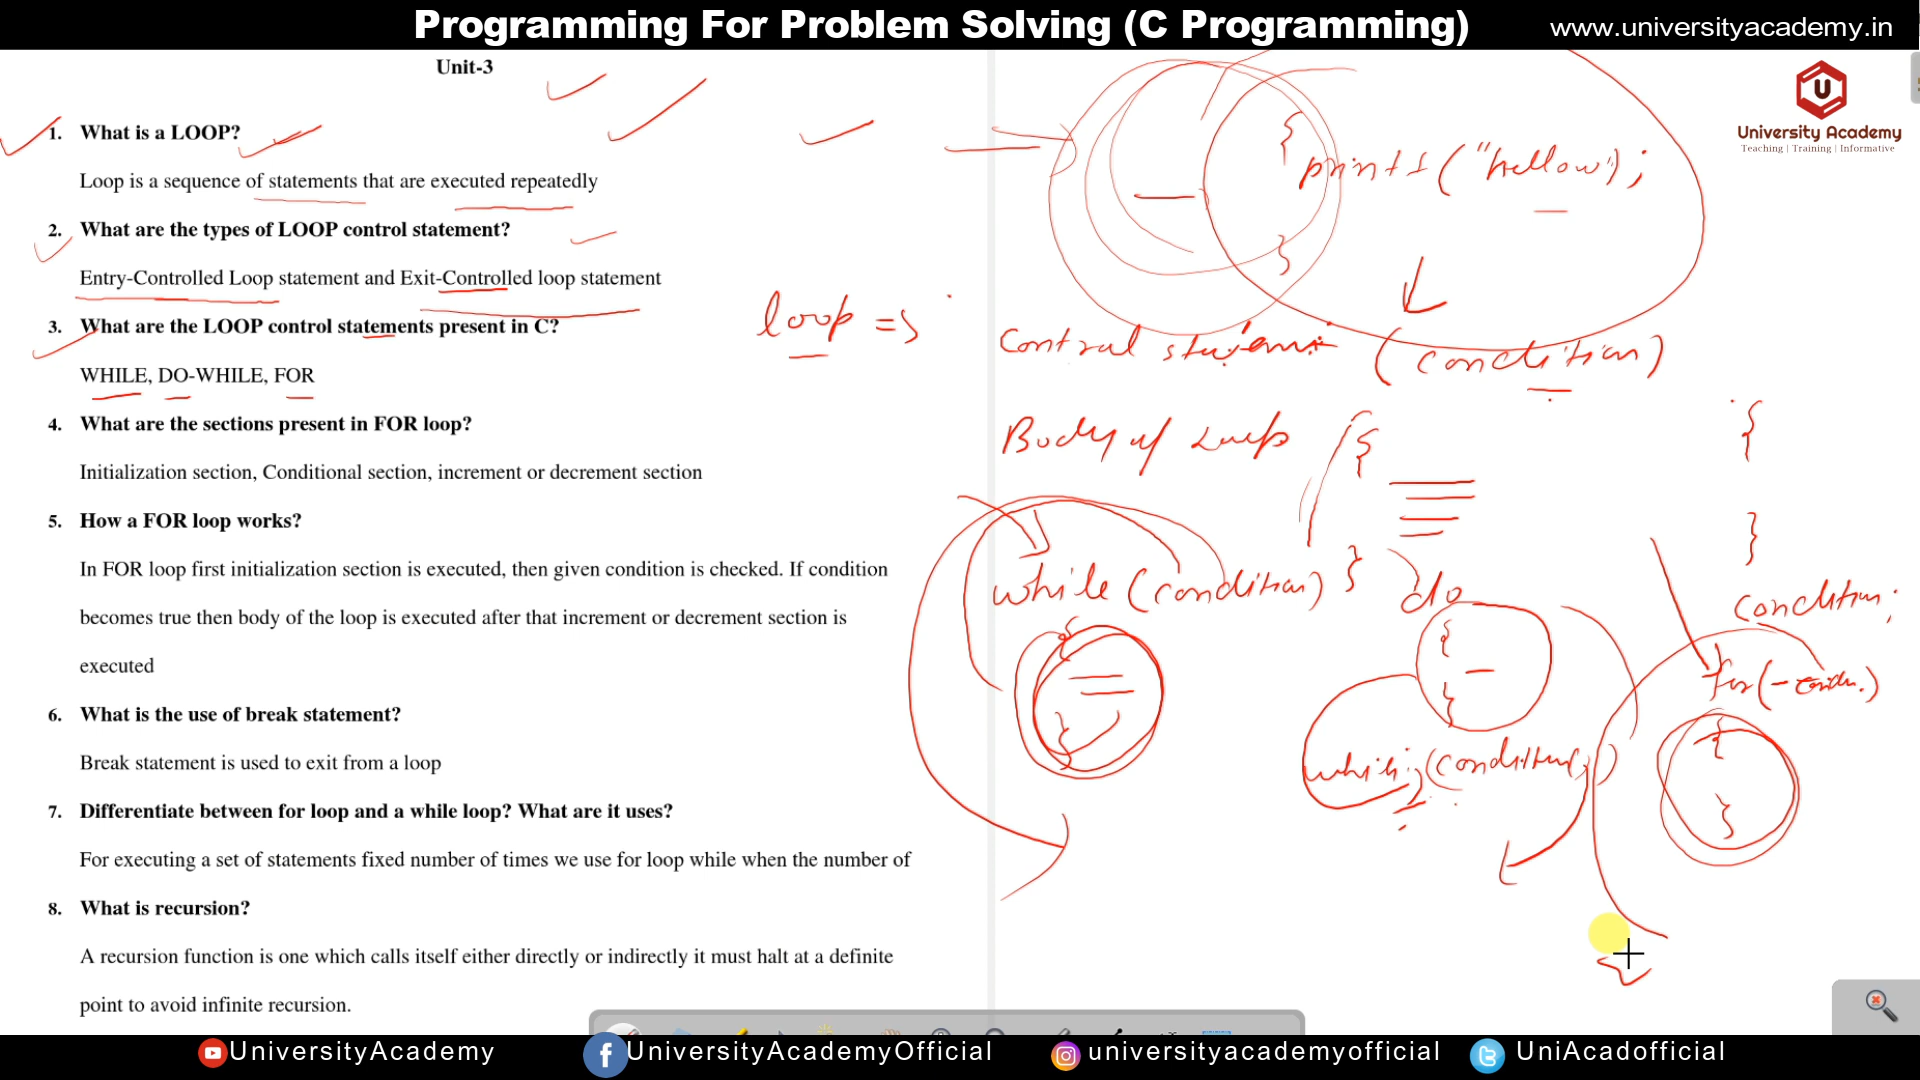 Programming For Problem Solving (C Programming)
www.universityacademy.in
Unit-3
1. What is a LOOP?
Loop is a sequence of statements that are executed repeatedly
2. What are the types of LOOP control statement?
Entry-Controlled Loop statement and Exit-Controlled loop statement
3. What are the LOOP control statements present in C?
WHILE, DO-WHILE, FOR
4. What are the sections present in FOR loop?
Initialization section, Conditional section, increment or decrement section
5. How a FOR loop works?
In FOR loop first initialization section is executed, then given condition is checked. If condition
becomes true then body of the loop is executed after that increment or decrement section is
executed
6. What is the use of break statement?
Break statement is used to exit from a loop
7. Differentiate between for loop and a while loop? What are it uses?
For executing a set of statements fixed number of times we use for loop while when the number of
8. What is recursion?
A recursion function is one which calls itself either directly or indirectly it must halt at a definite
point to avoid infinite recursion.
U
University Academy
Teaching | Training | Informative
{
printf("hellow");
}
loop =>
Control statement (condition)
Body of Loop {
}
{
}
condition;
while (condition)
{
}
do
{
}
while (condition)
for(
{
}
UniversityAcademy
UniversityAcademyOfficial
universityacademyofficial
UniAcadofficial